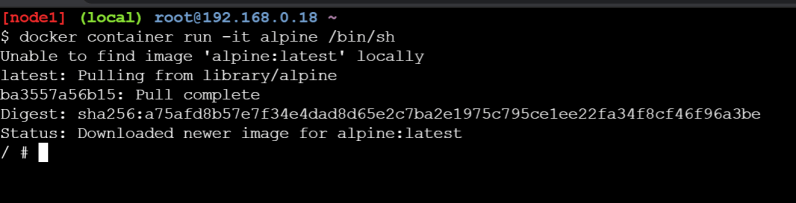 [node1] (local) root@192.168.0.18 ~
$ docker container run -it alpine /bin/sh
Unable to find image 'alpine:latest' locally
latest: Pulling from library/alpine
ba3557a56b15: Pull complete
Digest: sha256:a75afd8b57e7f34e4dad8d65e2c7ba2e1975c795ce1ee22fa34f8cf46f96a3be
Status: Downloaded newer image for alpine:latest
/ #